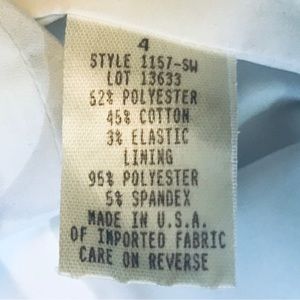 4
STYLE 1157-SW
LOT 13633
52% POLYESTER
45% COTTON
3% ELASTIC
LINING
95% POLYESTER
5% SPANDEX
MADE IN U.S.A.
OF IMPORTED FABRIC
CARE ON REVERSE